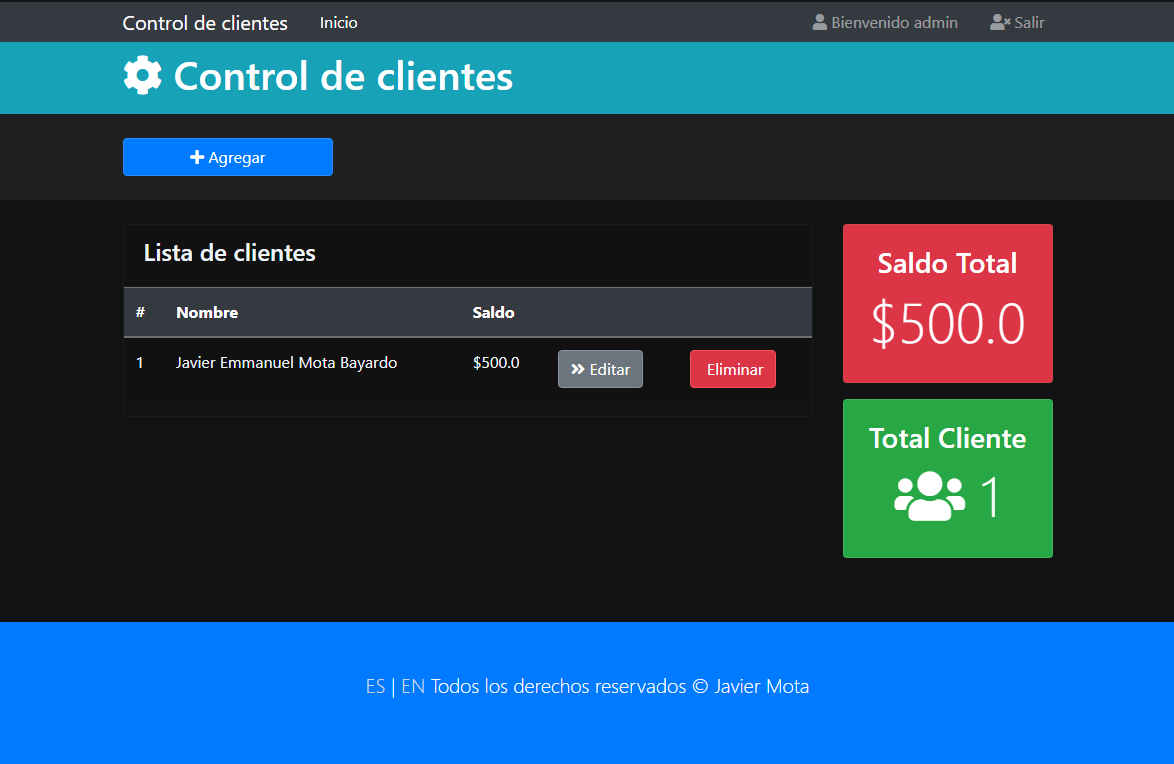 Control de clientes Inicio Bienvenido admin Salir
Control de clientes
Agregar
Lista de clientes
# Nombre Saldo
1 Javier Emmanuel Mota Bayardo $500.0 Editar Eliminar
Saldo Total
$500.0
Total Cliente
1
ES | EN Todos los derechos reservados © Javier Mota